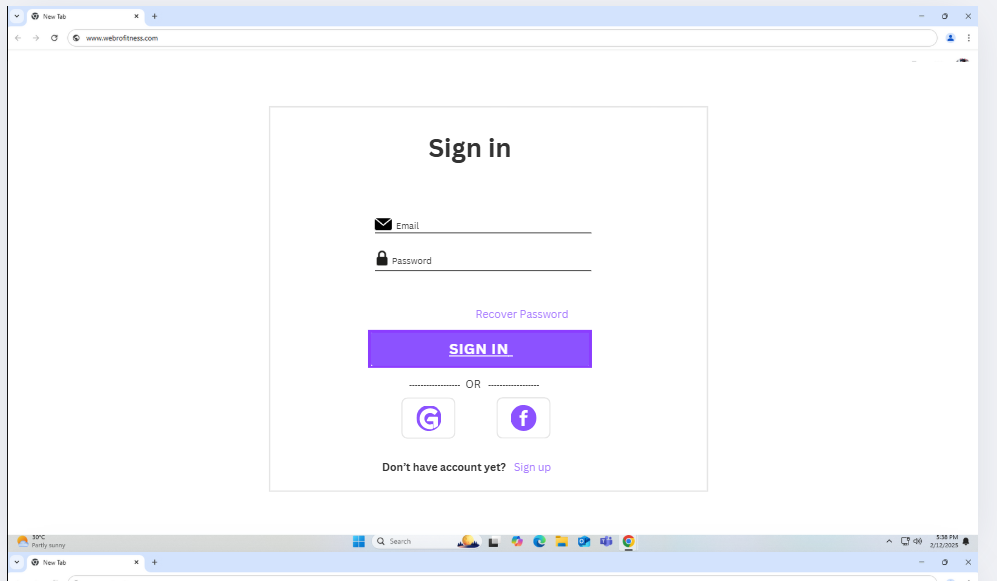 New Tab
www.webrofitness.com
Sign in
Email
Password
Recover Password
SIGN IN
------------------ OR ------------------
G f
Don't have account yet? Sign up
30°C
Partly sunny
Search
5:38 PM
2/12/2025
New Tab